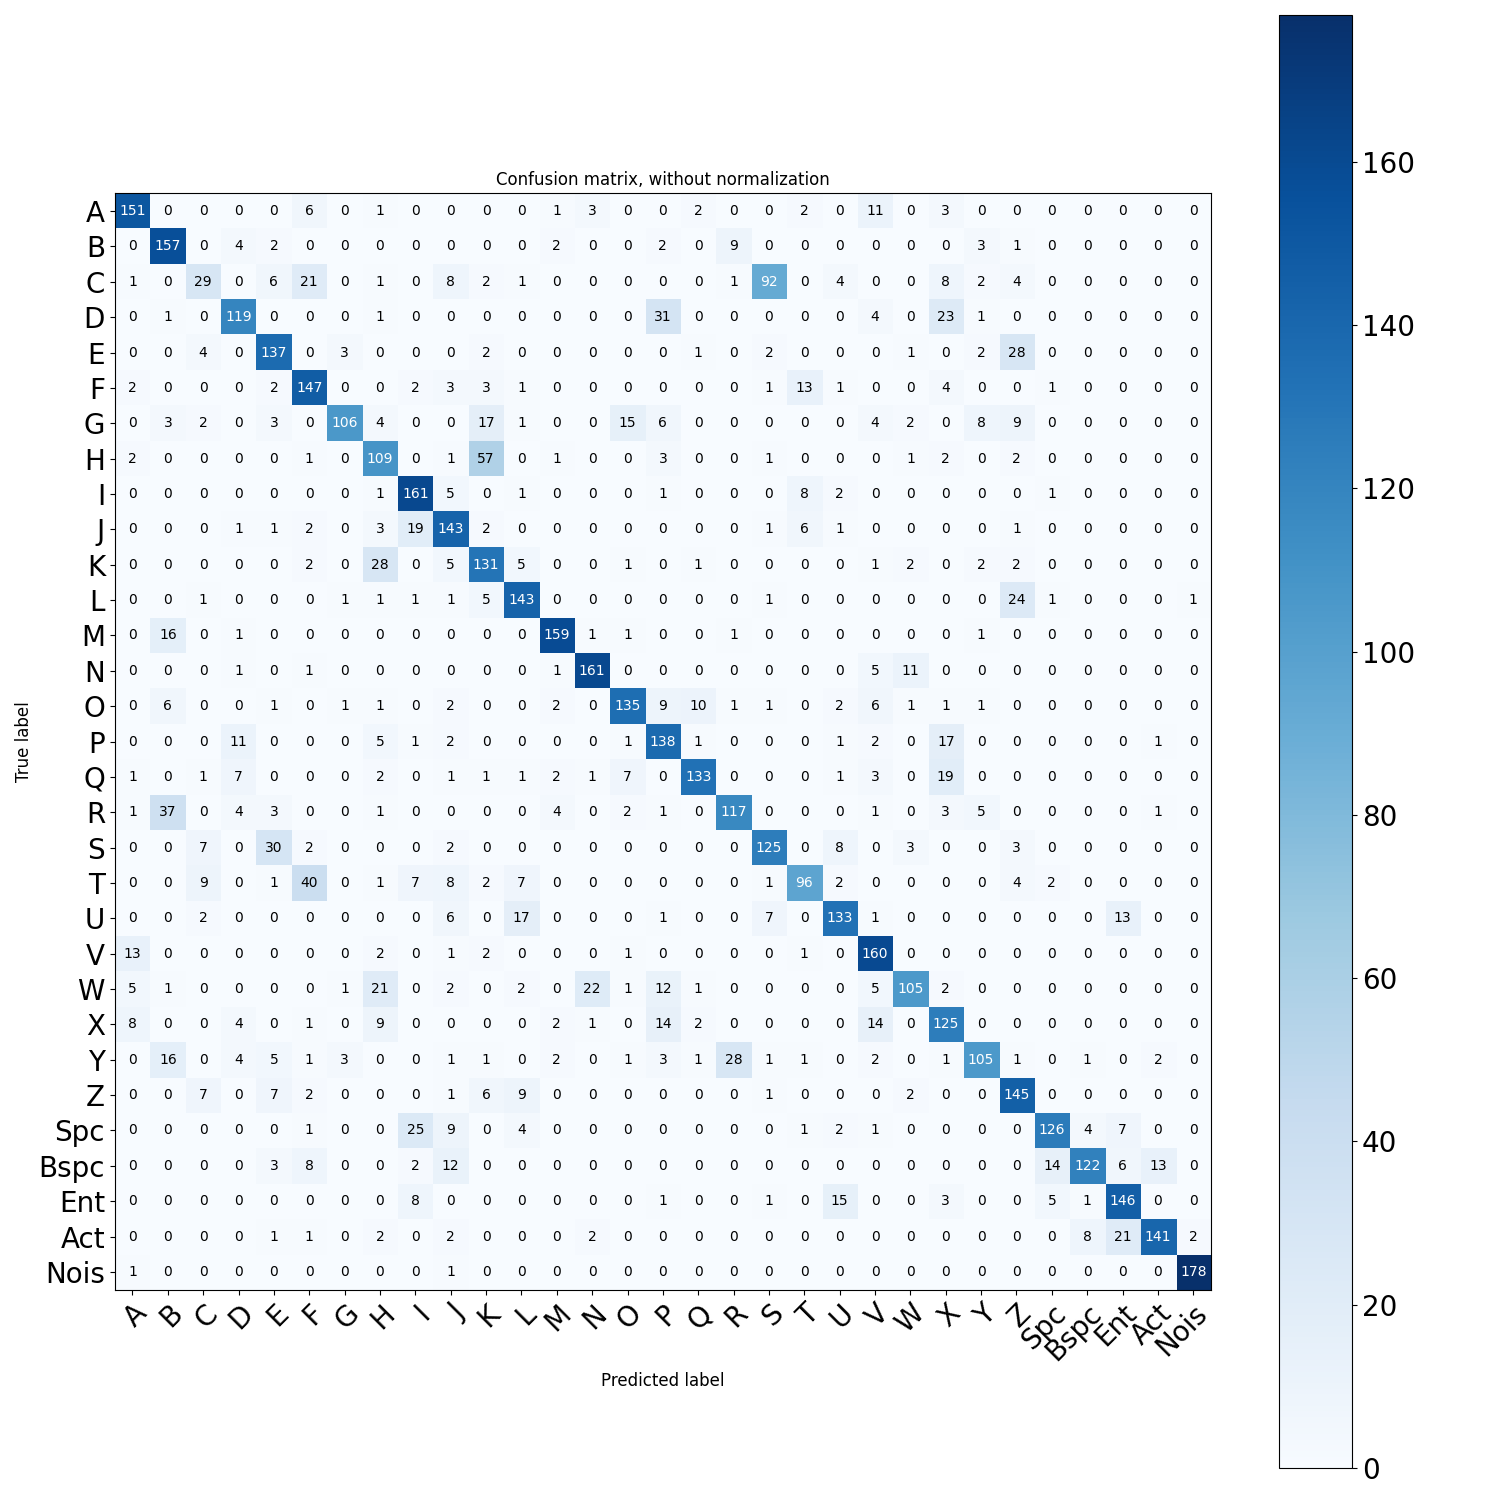 Confusion matrix, without normalization
A 151 0 0 0 0 6 0 1 0 0 0 0 1 3 0 0 2 0 0 2 0 11 0 3 0 0 0 0 0 0 0
B 0 157 0 4 2 0 0 0 0 0 0 0 2 0 0 2 0 9 0 0 0 0 0 0 3 1 0 0 0 0 0
C 1 0 29 0 6 21 0 1 0 8 2 1 0 0 0 0 0 1 92 0 4 0 0 8 2 4 0 0 0 0 0
D 0 1 0 119 0 0 0 1 0 0 0 0 0 0 0 31 0 0 0 0 0 4 0 23 1 0 0 0 0 0 0
E 0 0 4 0 137 0 3 0 0 0 2 0 0 0 0 0 1 0 2 0 0 0 1 0 2 28 0 0 0 0 0
F 2 0 0 0 2 147 0 0 2 3 3 1 0 0 0 0 0 0 1 13 1 0 0 4 0 0 1 0 0 0 0
G 0 3 2 0 3 0 106 4 0 0 17 1 0 0 15 6 0 0 0 0 0 4 2 0 8 9 0 0 0 0 0
H 2 0 0 0 0 1 0 109 0 1 57 0 1 0 0 3 0 0 1 0 0 0 1 2 0 2 0 0 0 0 0
I 0 0 0 0 0 0 0 1 161 5 0 1 0 0 0 1 0 0 0 8 2 0 0 0 0 0 1 0 0 0 0
J 0 0 0 1 1 2 0 3 19 143 2 0 0 0 0 0 0 0 1 6 1 0 0 0 0 1 0 0 0 0 0
K 0 0 0 0 0 2 0 28 0 5 131 5 0 0 1 0 1 0 0 0 0 1 2 0 2 2 0 0 0 0 0
L 0 0 1 0 0 0 1 1 1 1 5 143 0 0 0 0 0 0 1 0 0 0 0 0 0 24 1 0 0 0 1
M 0 16 0 1 0 0 0 0 0 0 0 0 159 1 1 0 0 1 0 0 0 0 0 0 1 0 0 0 0 0 0
N 0 0 0 1 0 1 0 0 0 0 0 0 1 161 0 0 0 0 0 0 0 5 11 0 0 0 0 0 0 0 0
O 0 6 0 0 1 0 1 1 0 2 0 0 2 0 135 9 10 1 1 0 2 6 1 1 1 0 0 0 0 0 0
P 0 0 0 11 0 0 0 5 1 2 0 0 0 0 1 138 1 0 0 0 1 2 0 17 0 0 0 0 0 1 0
Q 1 0 1 7 0 0 0 2 0 1 1 1 2 1 7 0 133 0 0 0 1 3 0 19 0 0 0 0 0 0 0
R 1 37 0 4 3 0 0 1 0 0 0 0 4 0 2 1 0 117 0 0 0 1 0 3 5 0 0 0 0 1 0
S 0 0 7 0 30 2 0 0 0 2 0 0 0 0 0 0 0 0 125 0 8 0 3 0 0 3 0 0 0 0 0
T 0 0 9 0 1 40 0 1 7 8 2 7 0 0 0 0 0 0 1 96 2 0 0 0 0 4 2 0 0 0 0
U 0 0 2 0 0 0 0 0 0 6 0 17 0 0 0 1 0 0 7 0 133 1 0 0 0 0 0 0 13 0 0
V 13 0 0 0 0 0 0 2 0 1 2 0 0 0 1 0 0 0 0 1 0 160 0 0 0 0 0 0 0 0 0
W 5 1 0 0 0 0 1 21 0 2 0 2 0 22 1 12 1 0 0 0 0 5 105 2 0 0 0 0 0 0 0
X 8 0 0 4 0 1 0 9 0 0 0 0 2 1 0 14 2 0 0 0 0 14 0 125 0 0 0 0 0 0 0
Y 0 16 0 4 5 1 3 0 0 1 1 0 2 0 1 3 1 28 1 1 0 2 0 1 105 1 0 1 0 2 0
Z 0 0 7 0 7 2 0 0 0 1 6 9 0 0 0 0 0 0 1 0 0 0 2 0 0 145 0 0 0 0 0
Spc 0 0 0 0 0 1 0 0 25 9 0 4 0 0 0 0 0 0 0 1 2 1 0 0 0 0 126 4 7 0 0
Bspc 0 0 0 0 3 8 0 0 2 12 0 0 0 0 0 0 0 0 0 0 0 0 0 0 0 0 14 122 6 13 0
Ent 0 0 0 0 0 0 0 0 8 0 0 0 0 0 0 1 0 0 1 0 15 0 0 3 0 0 5 1 146 0 0
Act 0 0 0 0 1 1 0 2 0 2 0 0 0 2 0 0 0 0 0 0 0 0 0 0 0 0 0 8 21 141 2
Nois 1 0 0 0 0 0 0 0 0 1 0 0 0 0 0 0 0 0 0 0 0 0 0 0 0 0 0 0 0 0 178
A B C D E F G H I J K L M N O P Q R S T U V W X Y Z Spc Bspc Ent Act Nois
Predicted label
True label
160
140
120
100
80
60
40
20
0